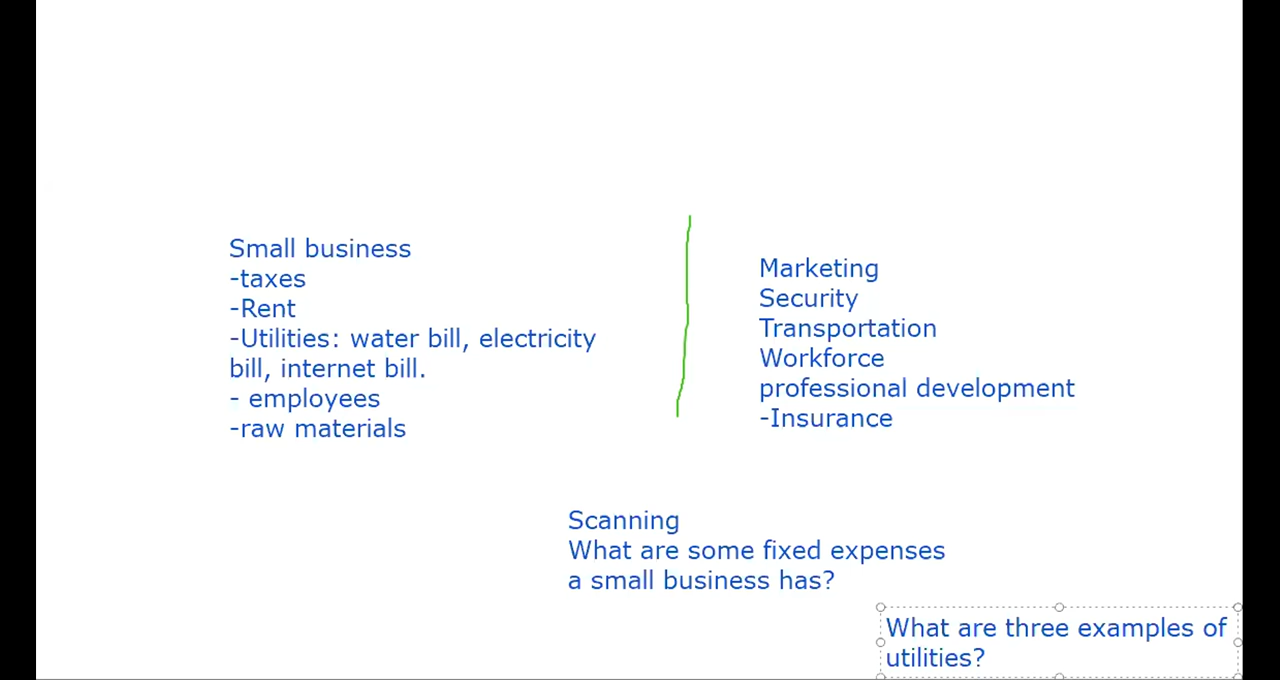 Small business
-taxes
-Rent
-Utilities: water bill, electricity
bill, internet bill.
- employees
-raw materials
Marketing
Security
Transportation
Workforce
professional development
-Insurance
Scanning
What are some fixed expenses
a small business has?
What are three examples of
utilities?